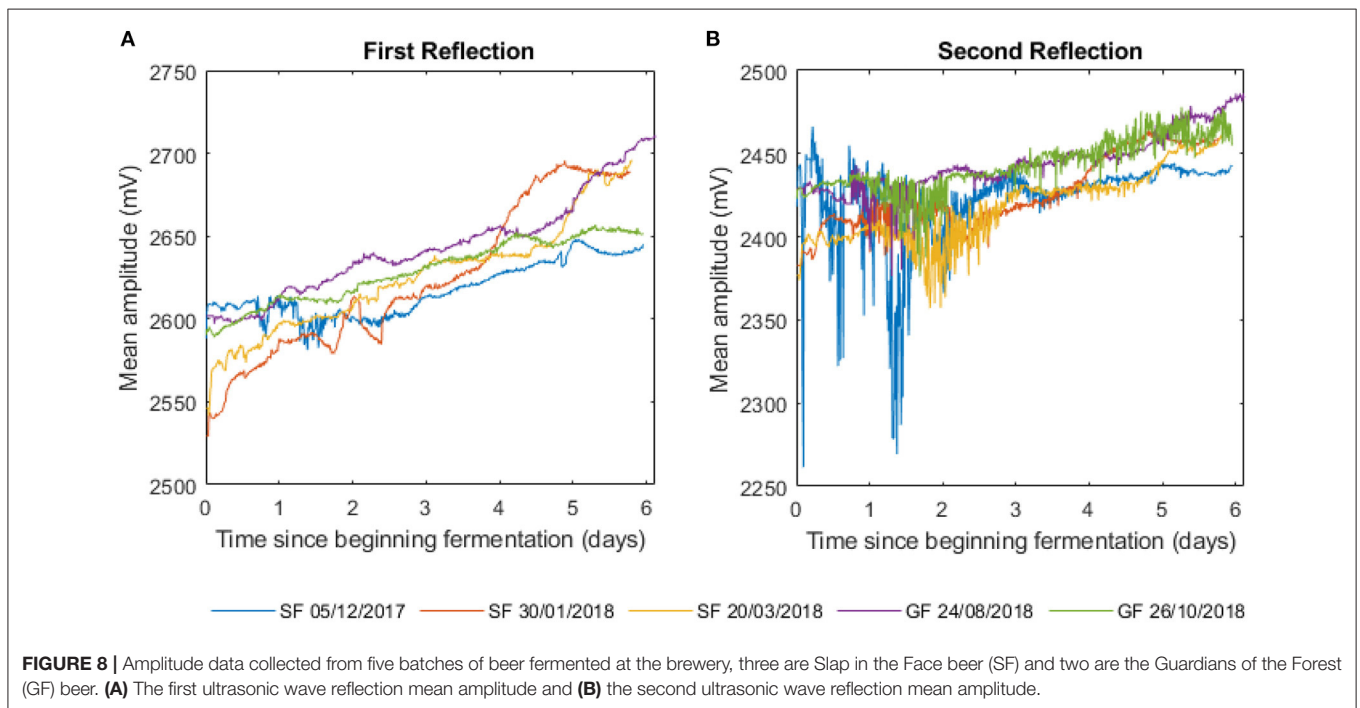 A
First Reflection
2750
2700
2650
2600
2550
2500
Mean amplitude (mV)
0 1 2 3 4 5 6
Time since beginning fermentation (days)
B
Second Reflection
2500
2450
2400
2350
2300
2250
Mean amplitude (mV)
0 1 2 3 4 5 6
Time since beginning fermentation (days)
SF 05/12/2017 SF 30/01/2018 SF 20/03/2018 GF 24/08/2018 GF 26/10/2018
FIGURE 8 | Amplitude data collected from five batches of beer fermented at the brewery, three are Slap in the Face beer (SF) and two are the Guardians of the Forest
(GF) beer. (A) The first ultrasonic wave reflection mean amplitude and (B) the second ultrasonic wave reflection mean amplitude.